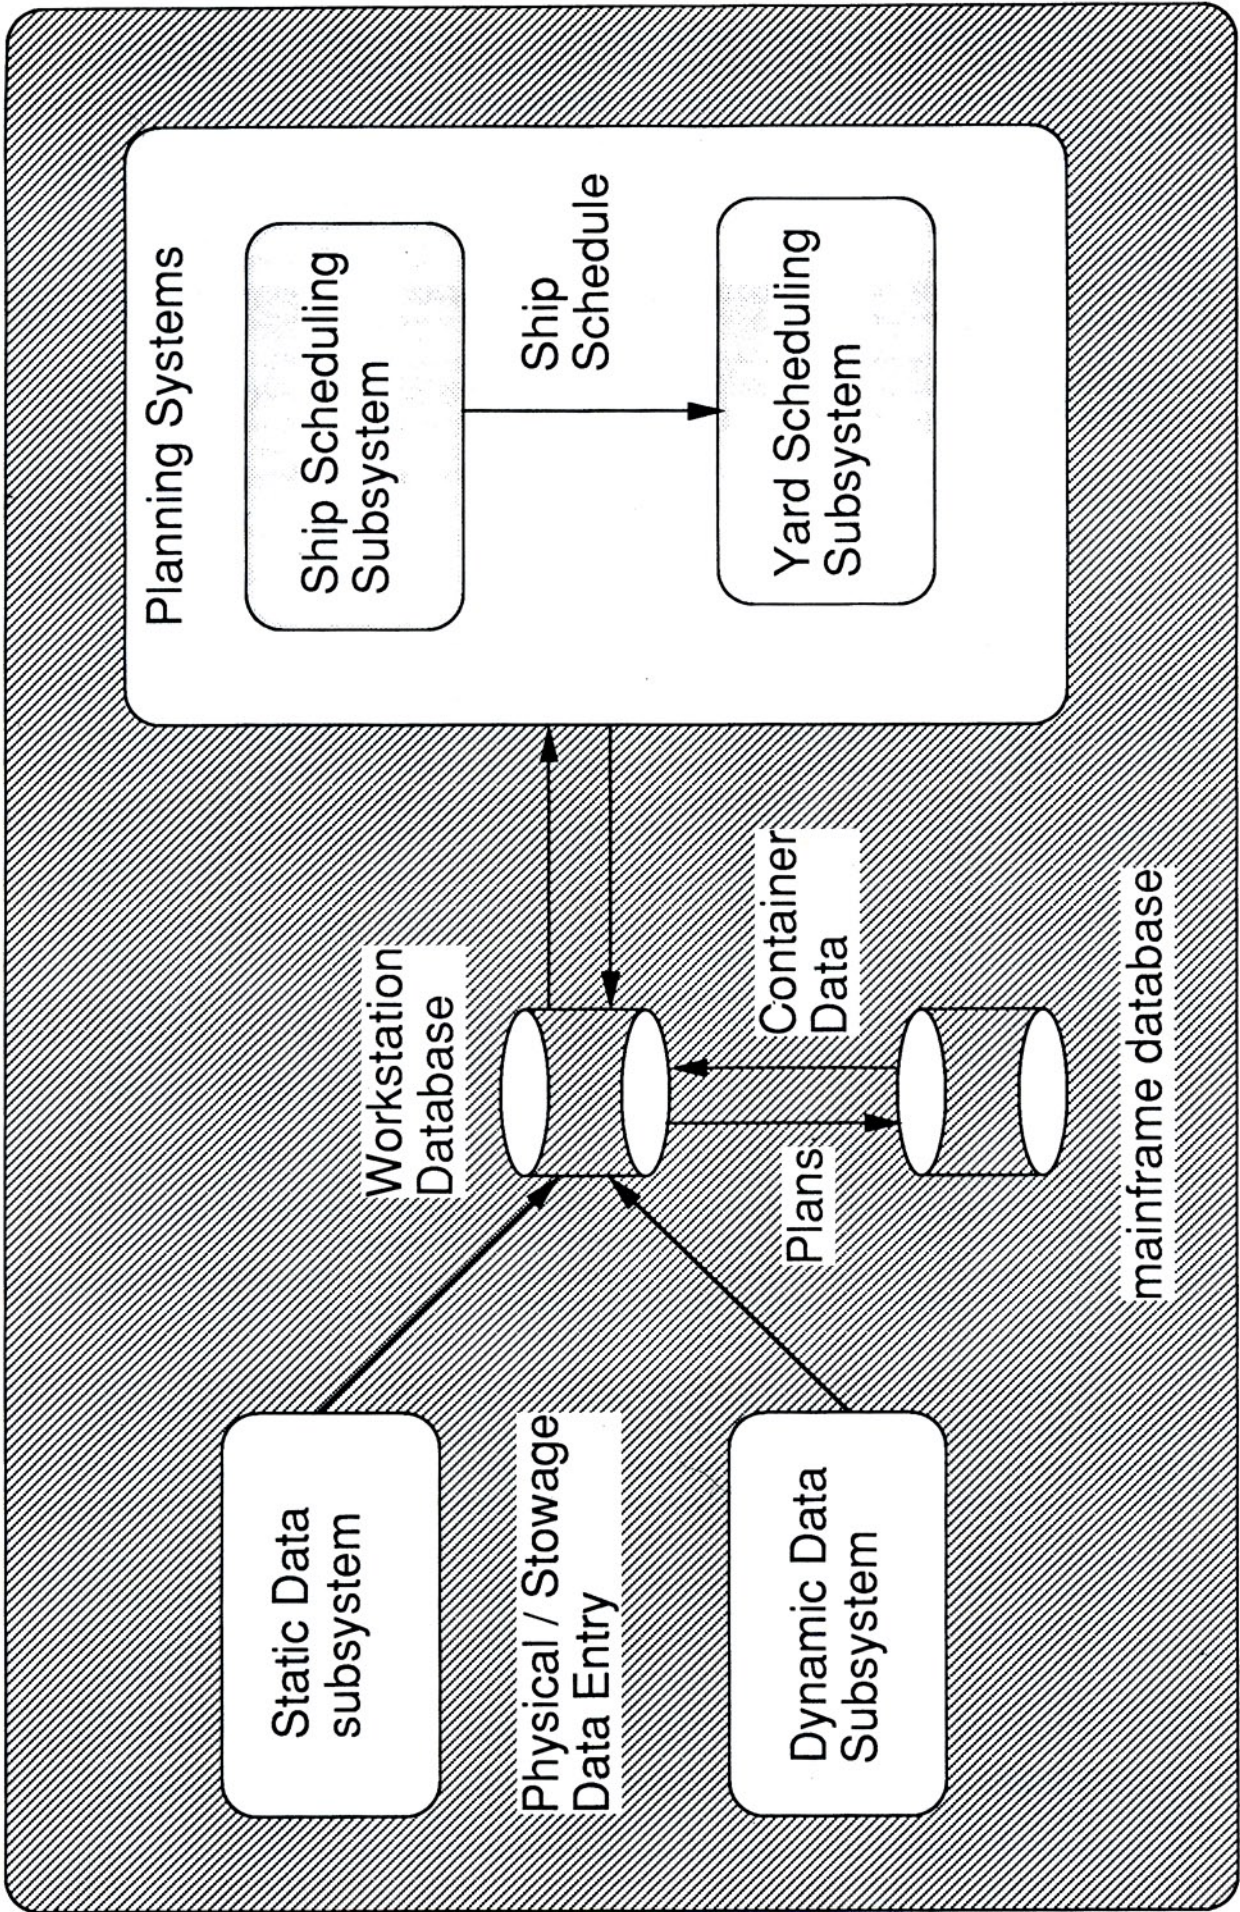 Static Data
subsystem
Physical / Stowage
Data Entry
Dynamic Data
Subsystem
Workstation
Database
Plans
Container
Data
mainframe database
Planning Systems
Ship Scheduling
Subsystem
Ship
Schedule
Yard Scheduling
Subsystem